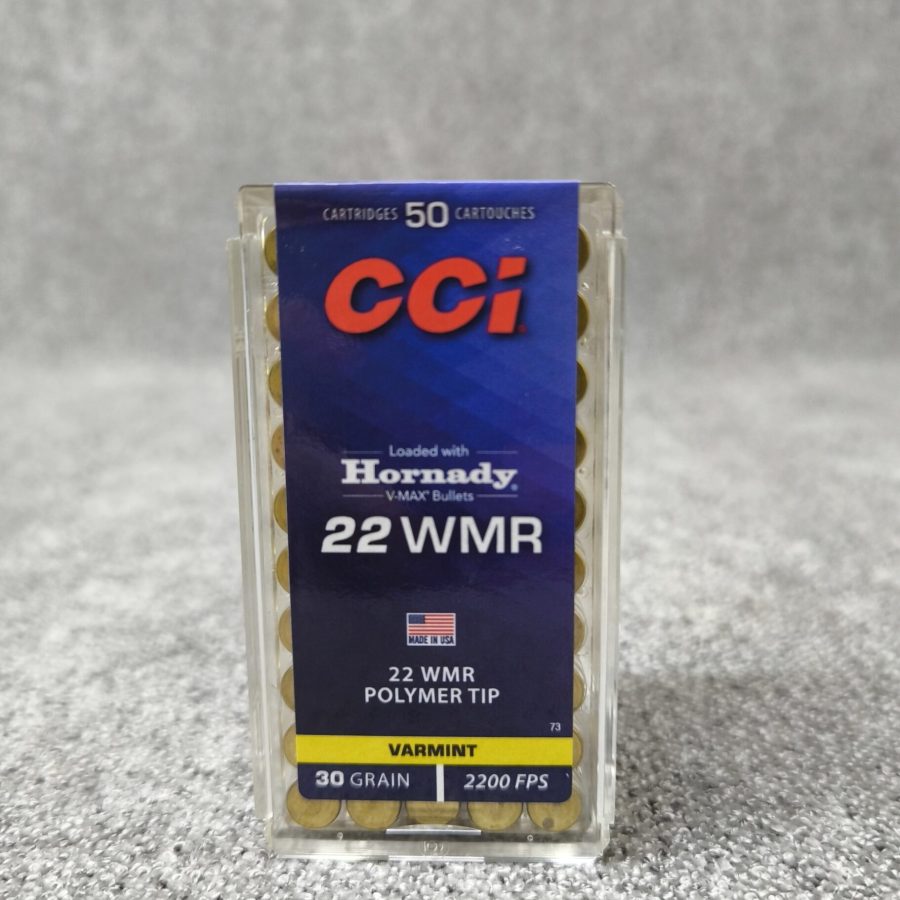 CARTRIDGES 50 CARTOUCHES
CCI
Loaded with
Hornady®
V-MAX® Bullets
22 WMR
MADE IN USA
22 WMR
POLYMER TIP
73
VARMINT
30 GRAIN 2200 FPS